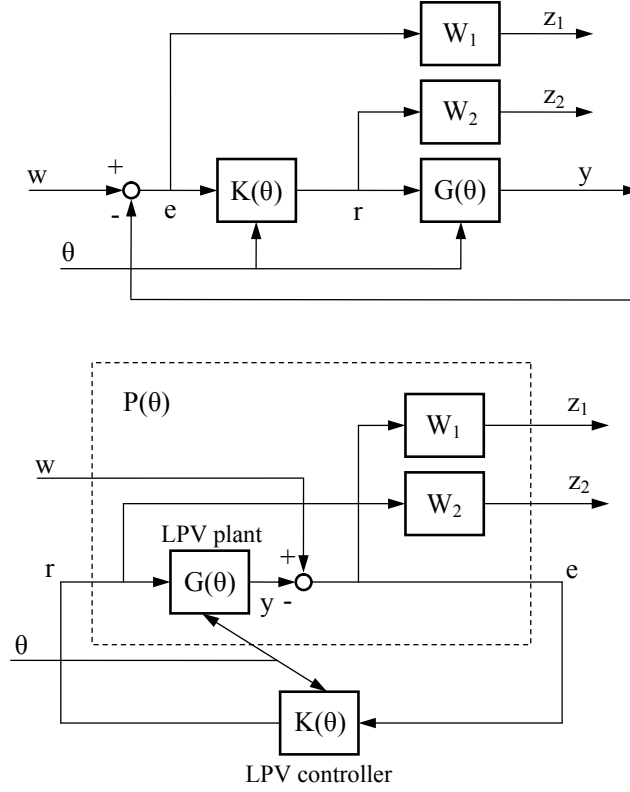 W1
z1
W2
z2
w
+
-
e
K(θ)
r
G(θ)
y
θ
P(θ)
W1
z1
w
W2
z2
LPV plant
r
G(θ)
y
+
-
e
θ
K(θ)
LPV controller